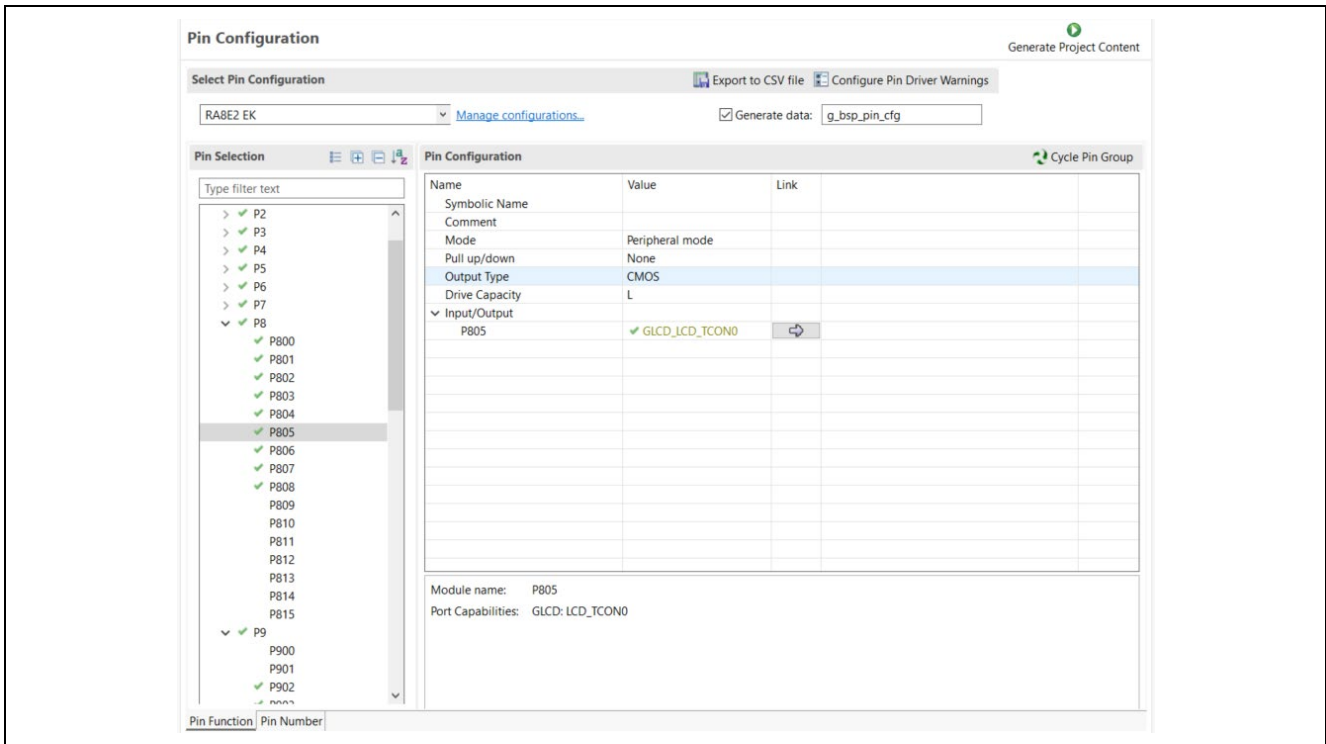 Pin Configuration
Generate Project Content
Select Pin Configuration
Export to CSV file
Configure Pin Driver Warnings
RA8E2 EK
Manage configurations...
Generate data:
g_bsp_pin_cfg
Pin Selection
Type filter text
P2
P3
P4
P5
P6
P7
P8
P800
P801
P802
P803
P804
P805
P806
P807
P808
P809
P810
P811
P812
P813
P814
P815
P9
P900
P901
P902
Pin Configuration
Cycle Pin Group
Name Value Link
Symbolic Name
Comment
Mode Peripheral mode
Pull up/down None
Output Type CMOS
Drive Capacity L
Input/Output
P805 GLCD_LCD_TCON0
Module name: P805
Port Capabilities: GLCD: LCD_TCON0
Pin Function Pin Number